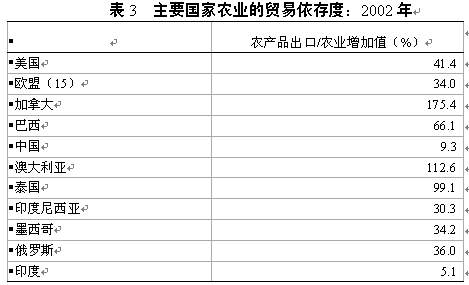 表 3 主要国家农业的贸易依存度：2002 年↵
▪ ↵ 农产品出口/农业增加值（%）↵
▪美国↵ 41.4↵
▪欧盟（15）↵ 34.0↵
▪加拿大↵ 175.4↵
▪巴西↵ 66.1↵
▪中国↵ 9.3↵
▪澳大利亚↵ 112.6↵
▪泰国↵ 99.1↵
▪印度尼西亚↵ 30.3↵
▪墨西哥↵ 34.2↵
▪俄罗斯↵ 36.0↵
▪印度↵ 5.1↵